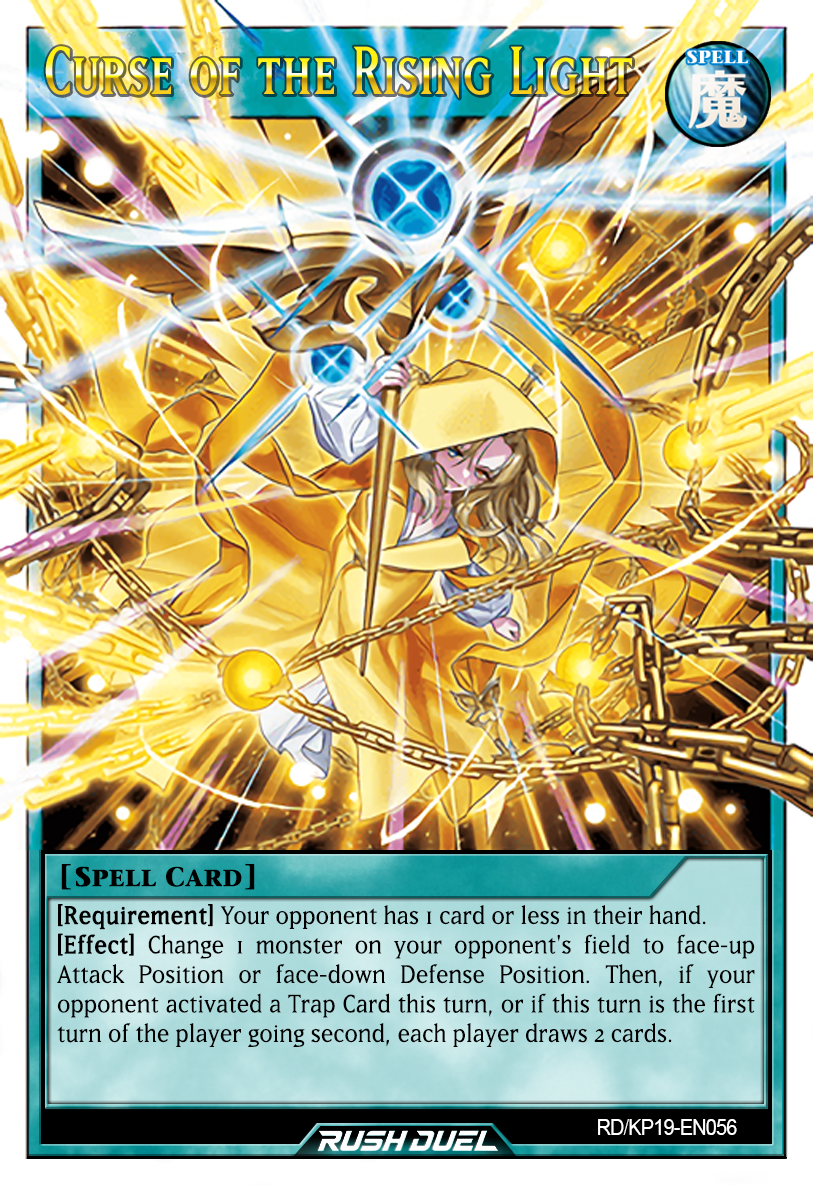 Curse of the Rising Light
SPELL
魔
[Spell Card]
[Requirement] Your opponent has 1 card or less in their hand.
[Effect] Change 1 monster on your opponent's field to face-up
Attack Position or face-down Defense Position. Then, if your
opponent activated a Trap Card this turn, or if this turn is the first
turn of the player going second, each player draws 2 cards.
RD/KP19-EN056
RUSH DUEL